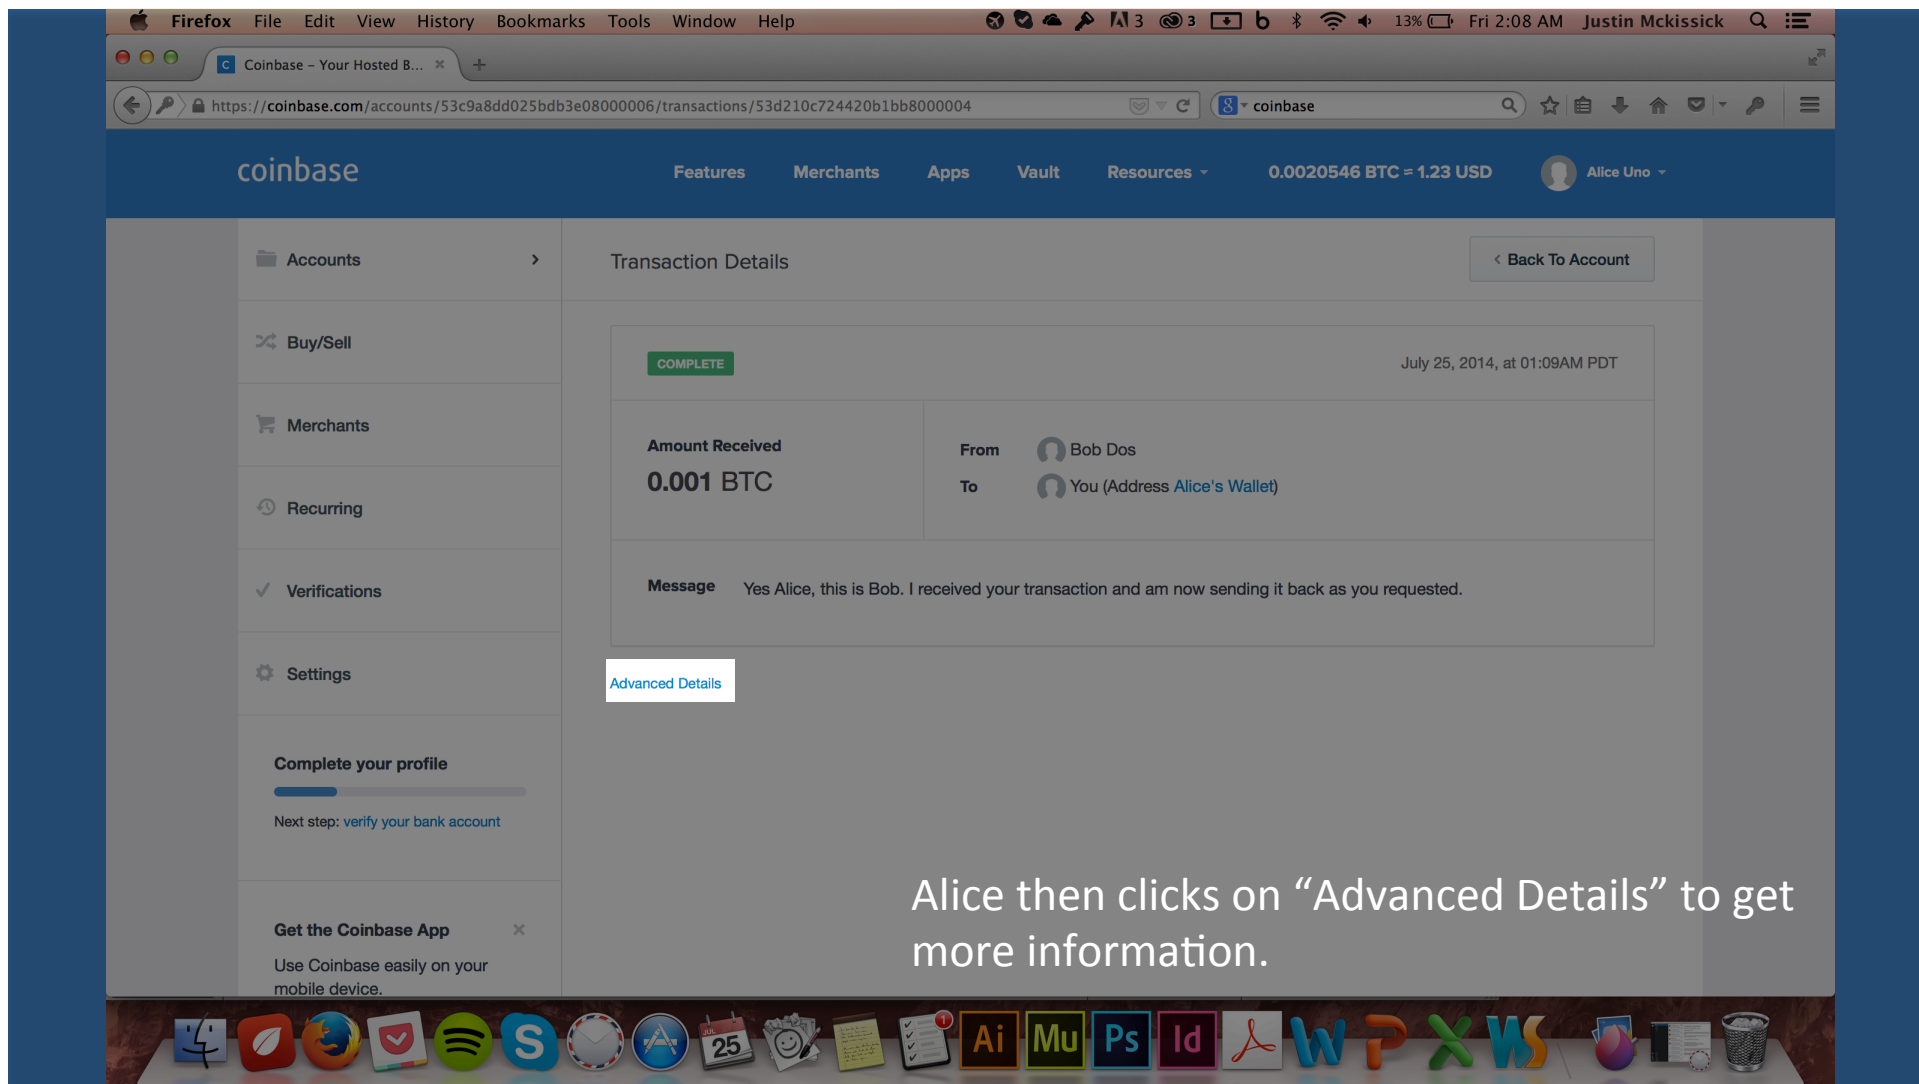 Firefox File Edit View History Bookmarks Tools Window Help 3 3 13% Fri 2:08 AM Justin Mckissick
C Coinbase - Your Hosted B... × +
https://coinbase.com/accounts/53c9a8dd025bdb3e08000006/transactions/53d210c724420b1bb8000004 8 coinbase
coinbase Features Merchants Apps Vault Resources 0.0020546 BTC = 1.23 USD Alice Uno
Accounts
Transaction Details
< Back To Account
Buy/Sell
COMPLETE
July 25, 2014, at 01:09AM PDT
Merchants
Amount Received
0.001 BTC
From Bob Dos
To You (Address Alice's Wallet)
Recurring
Message Yes Alice, this is Bob. I received your transaction and am now sending it back as you requested.
Verifications
Settings
Advanced Details
Complete your profile
Next step: verify your bank account
Get the Coinbase App ×
Use Coinbase easily on your
mobile device.
Alice then clicks on “Advanced Details” to get
more information.
S JUL 25 1 Ai Mu Ps Id W P X WS